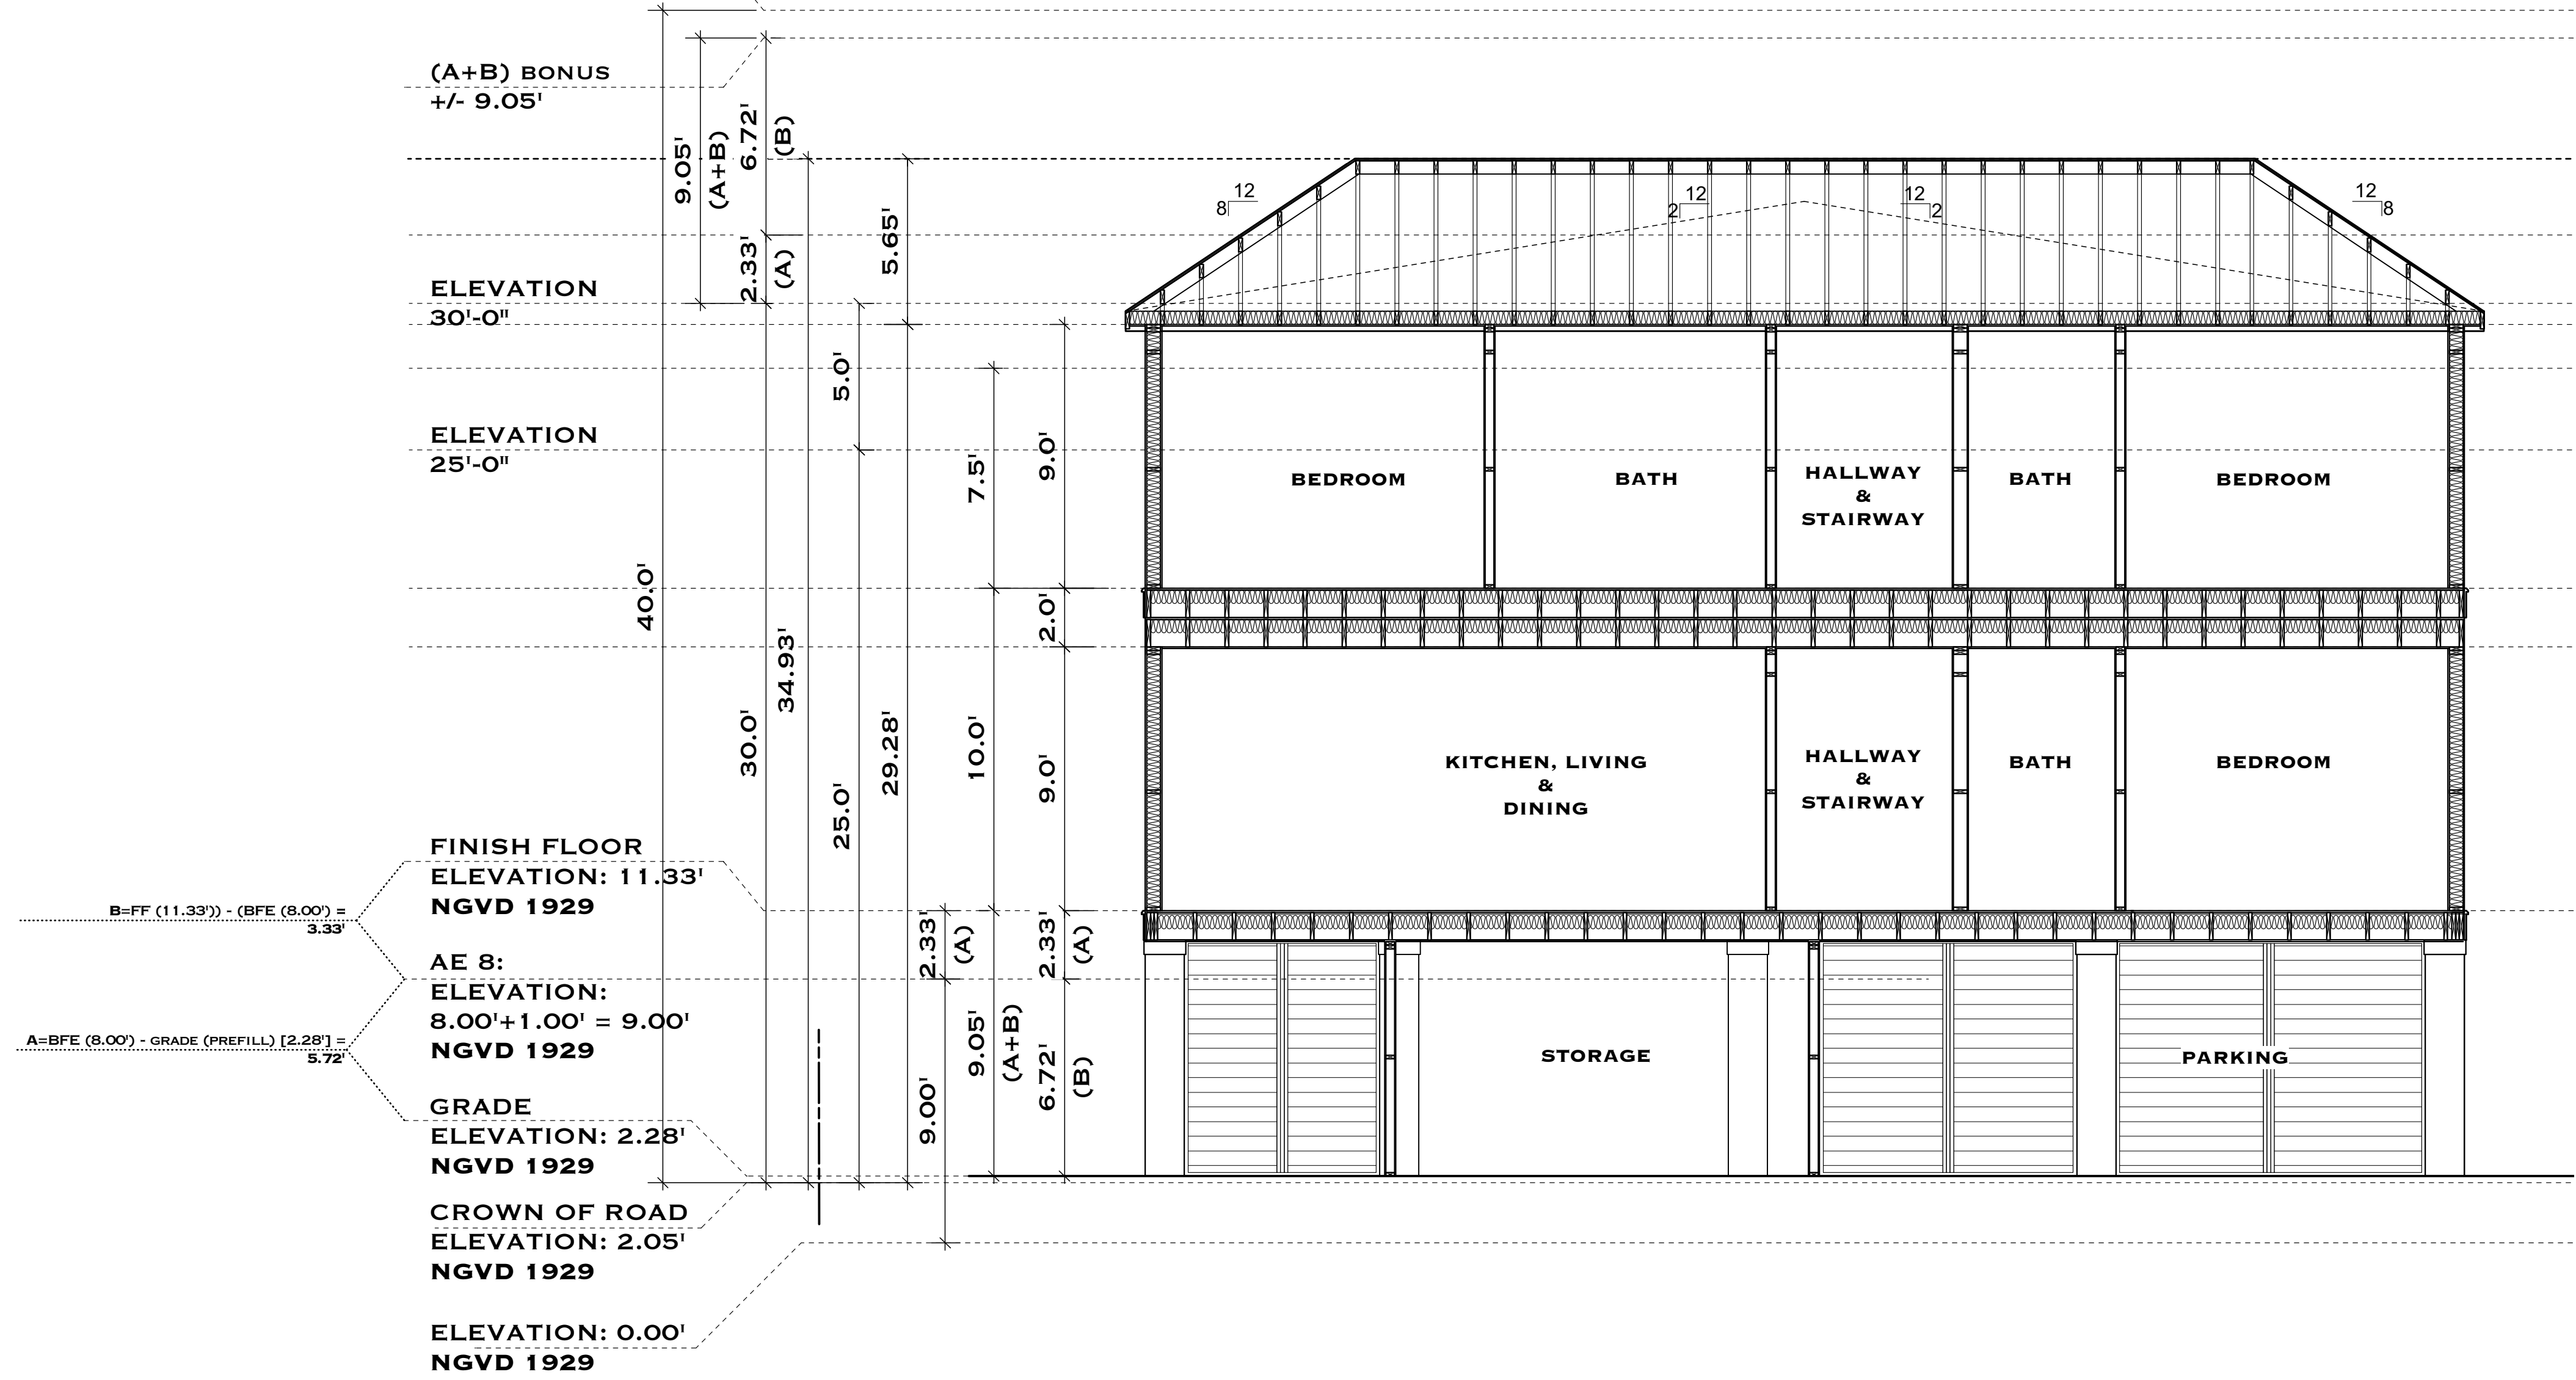 (A+B) BONUS
+/- 9.05'
ELEVATION
30'-0"
ELEVATION
25'-0"
FINISH FLOOR
ELEVATION: 11.33'
NGVD 1929
B=FF (11.33')) - (BFE (8.00') =
3.33'
AE 8:
ELEVATION:
8.00'+1.00' = 9.00'
NGVD 1929
A=BFE (8.00') - GRADE (PREFILL) [2.28'] =
5.72'
GRADE
ELEVATION: 2.28'
NGVD 1929
CROWN OF ROAD
ELEVATION: 2.05'
NGVD 1929
ELEVATION: 0.00'
NGVD 1929
40.0'
9.05'
(A+B)
6.72'
(B)
2.33'
(A)
30.0'
34.93'
5.0'
25.0'
5.65'
29.28'
2.33'
(A)
9.00'
7.5'
10.0'
9.05'
(A+B)
9.0'
2.0'
9.0'
2.33'
(A)
6.72'
(B)
12
8
12
2
12
2
12
8
BEDROOM
BATH
HALLWAY
&
STAIRWAY
BATH
BEDROOM
KITCHEN, LIVING
&
DINING
HALLWAY
&
STAIRWAY
BATH
BEDROOM
STORAGE
PARKING